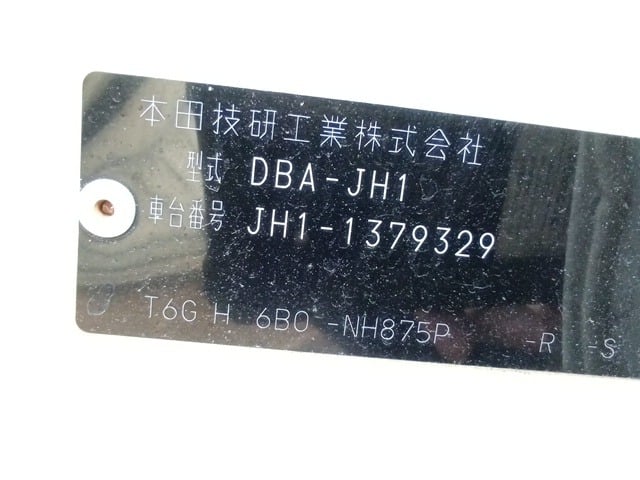 本田技研工業株式会社
型式 DBA-JH1
車台番号 JH1-1379329
T6G H 6B0 -NH875P -R -S